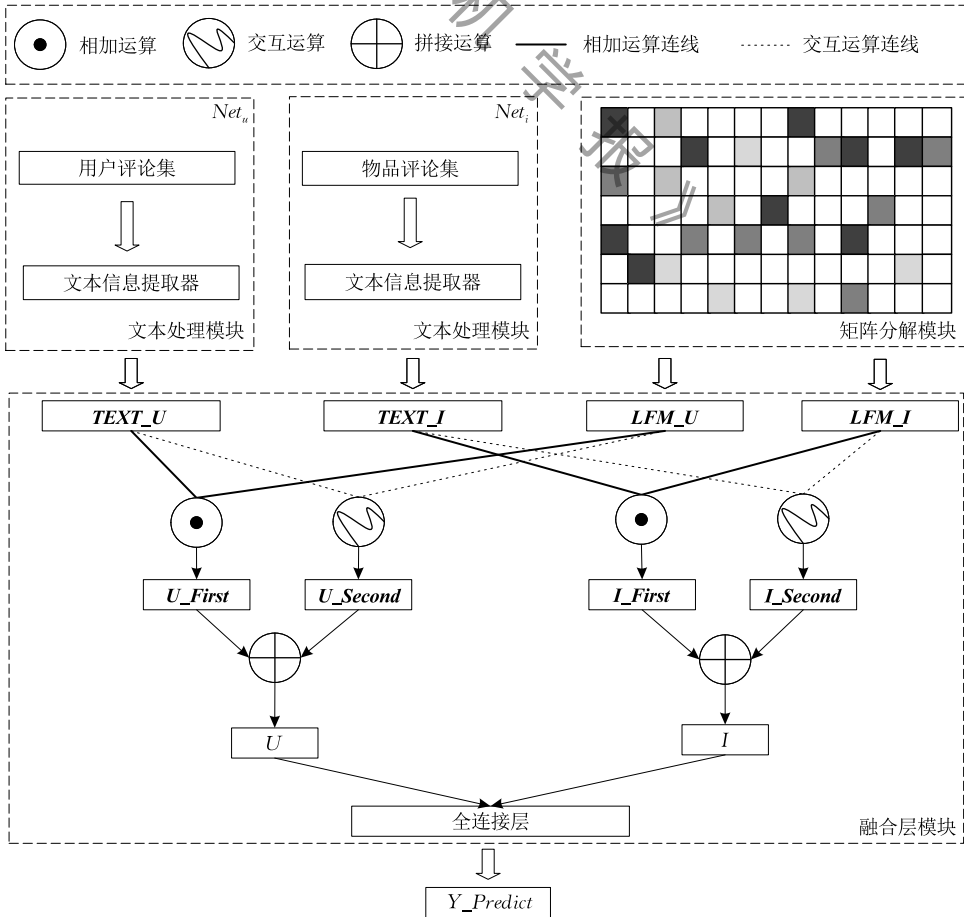 相加运算 交互运算 拼接运算 相加运算连线 交互运算连线
机学报》
Net_u Net_i
用户评论集 物品评论集
文本信息提取器 文本信息提取器
文本处理模块 文本处理模块 矩阵分解模块
TEXT_U TEXT_I LFM_U LFM_I
U_First U_Second I_First I_Second
U I
全连接层
融合层模块
Y_Predict